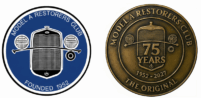 MODEL A RESTORERS CLUB
FOUNDED 1952
MODEL A RESTORERS CLUB
75
YEARS
1952 - 2027
THE ORIGINAL